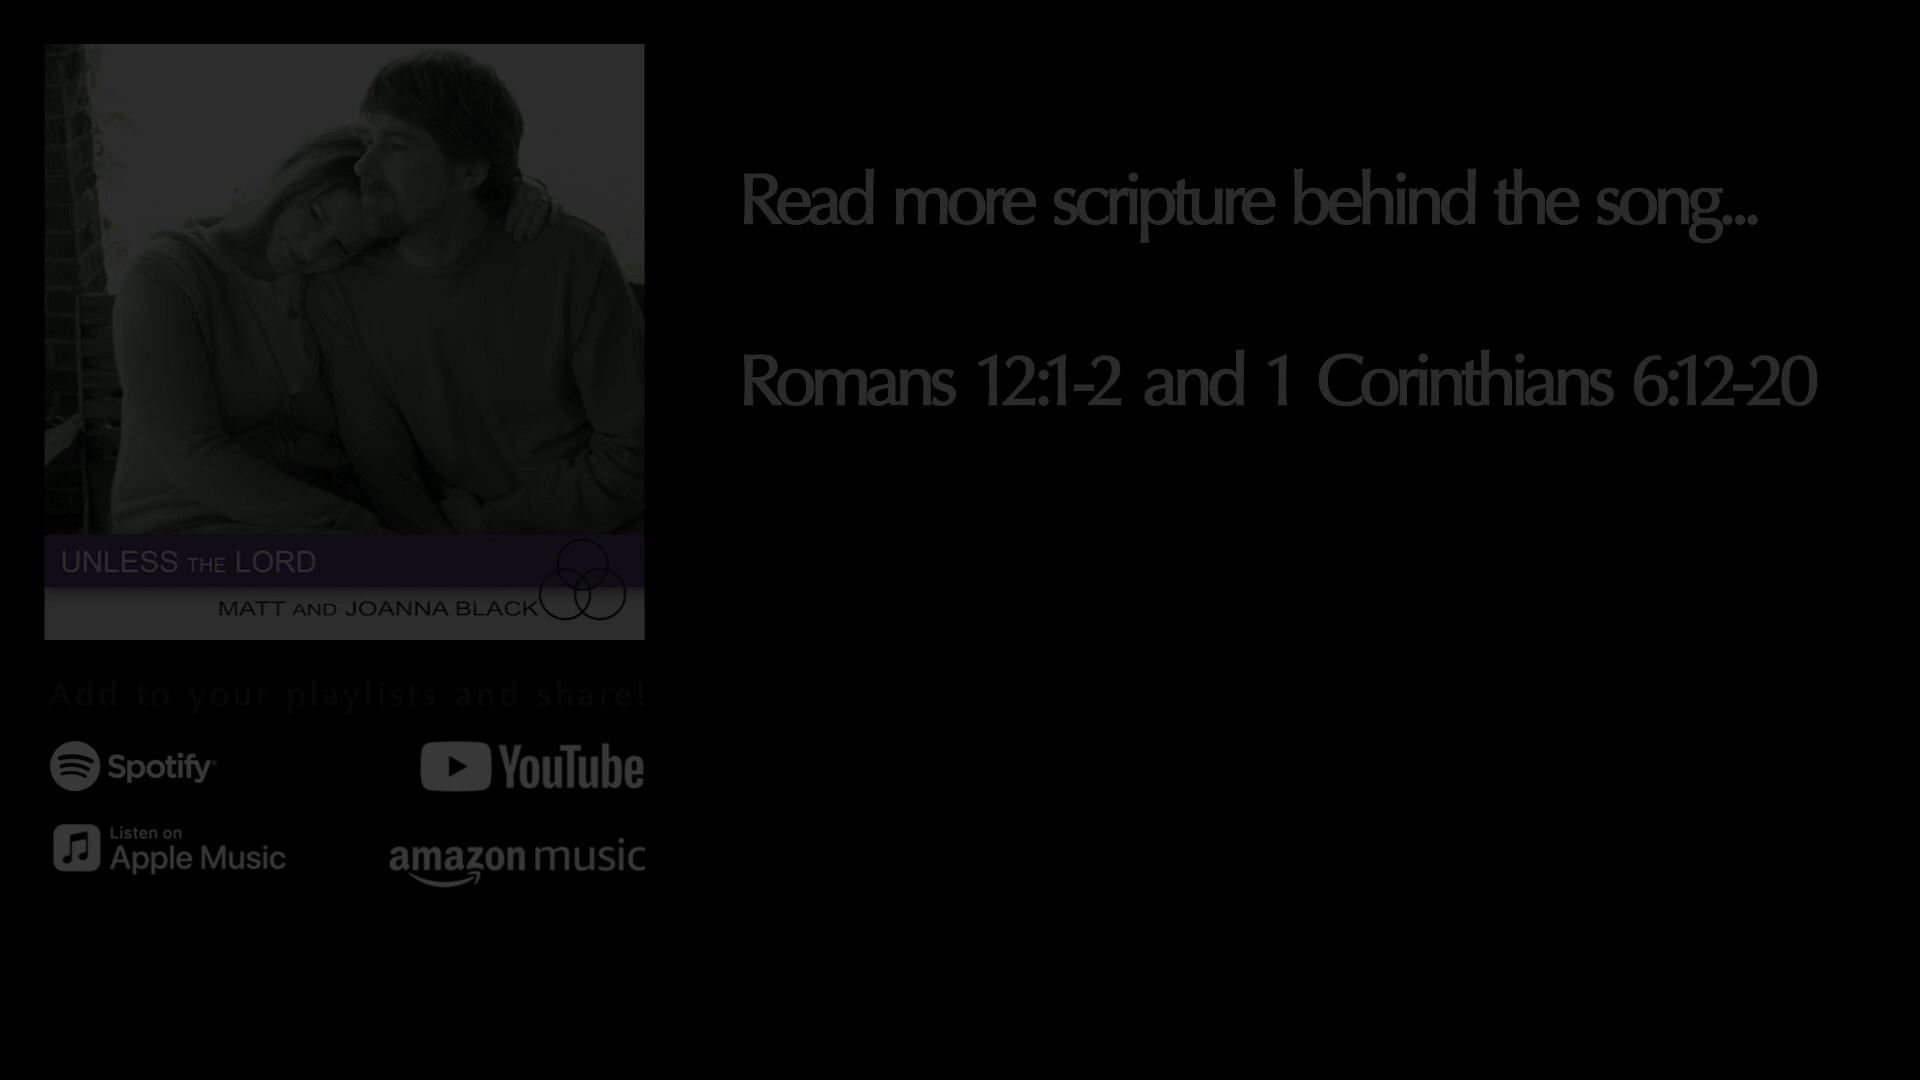 Read more scripture behind the song...
Romans 12:1-2 and 1 Corinthians 6:12-20
UNLESS THE LORD
MATT AND JOANNA BLACK
Add to your playlists and share!
Spotify
YouTube
Listen on
Apple Music
amazon music